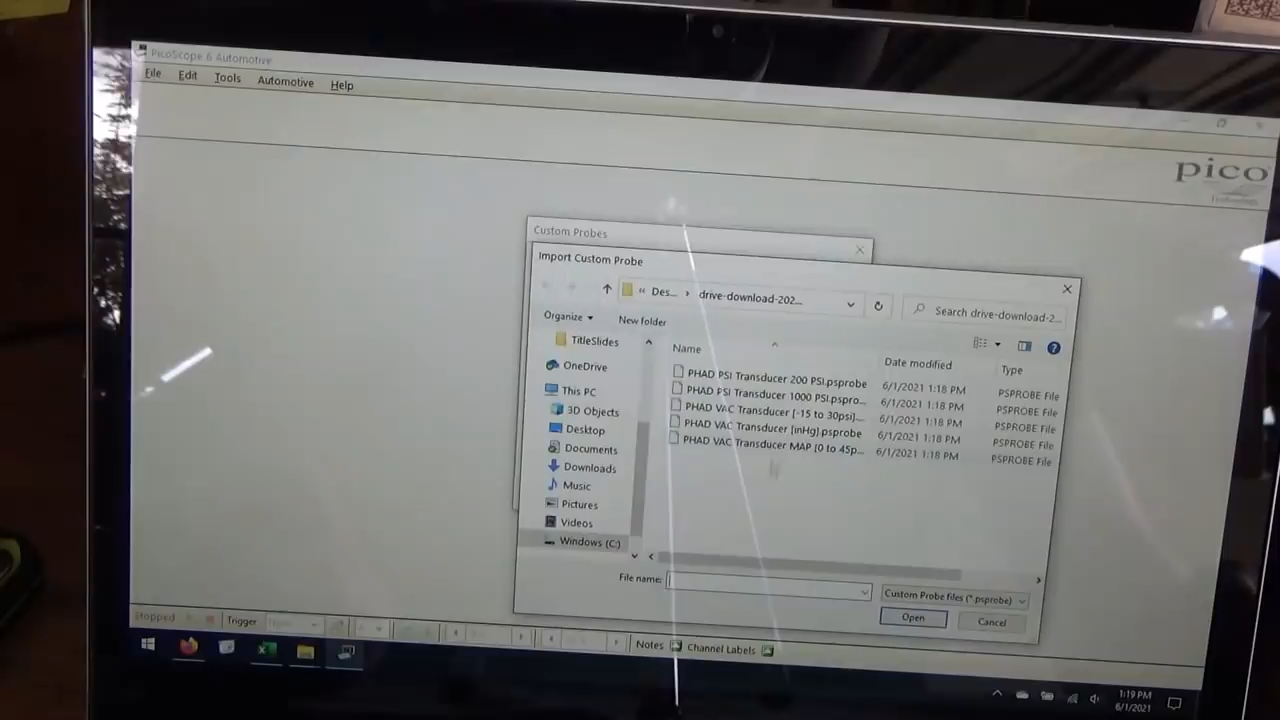 PicoScope 6 Automotive
File Edit Tools Automotive Help
pico
Technology
Custom Probes
Import Custom Probe
« Des... › drive-download-202...
Search drive-download-2...
Organize New folder
Name Date modified Type
TitleSlides
OneDrive
This PC
3D Objects
Desktop
Documents
Downloads
Music
Pictures
Videos
Windows (C:)
PHAD PSI Transducer 200 PSI.psprobe 6/1/2021 1:18 PM PSPROBE File
PHAD PSI Transducer 1000 PSI.pspro... 6/1/2021 1:18 PM PSPROBE File
PHAD VAC Transducer [-15 to 30psi]... 6/1/2021 1:18 PM PSPROBE File
PHAD VAC Transducer [inHg].psprobe 6/1/2021 1:18 PM PSPROBE File
PHAD VAC Transducer MAP [0 to 45p... 6/1/2021 1:18 PM PSPROBE File
File name:
Custom Probe files (*.psprobe)
Open Cancel
Stopped Trigger Notes Channel Labels
1:19 PM
6/1/2021